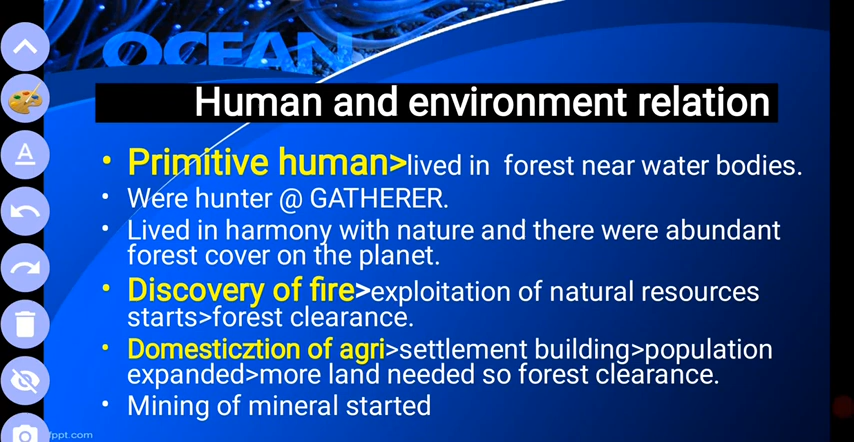 OCEAN
Human and environment relation
• Primitive human>lived in forest near water bodies.
• Were hunter @ GATHERER.
• Lived in harmony with nature and there were abundant
forest cover on the planet.
• Discovery of fire>exploitation of natural resources
starts>forest clearance.
• Domesticztion of agri>settlement building>population
expanded>more land needed so forest clearance.
• Mining of mineral started
fppt.com
A